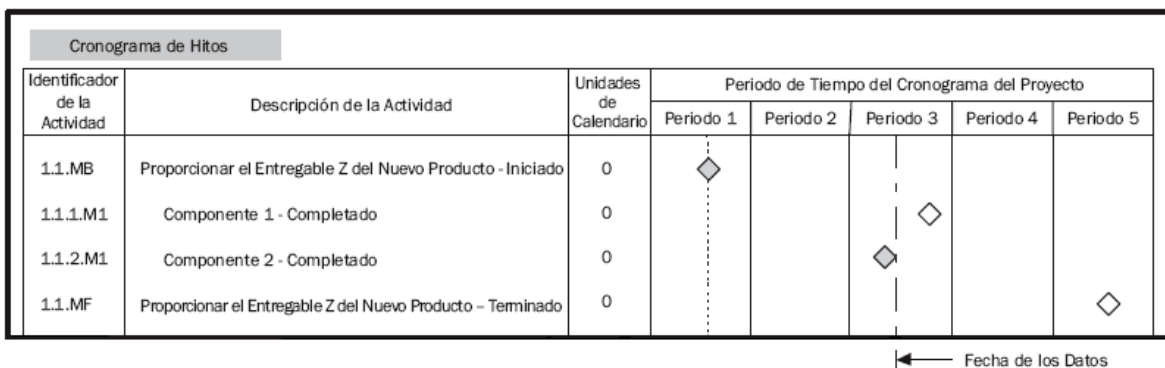 Cronograma de Hitos
Identificador de la Actividad
Descripción de la Actividad
Unidades de Calendario
Periodo de Tiempo del Cronograma del Proyecto
Periodo 1 Periodo 2 Periodo 3 Periodo 4 Periodo 5
1.1.MB Proporcionar el Entregable Z del Nuevo Producto - Iniciado 0
1.1.1.M1 Componente 1 - Completado 0
1.1.2.M1 Componente 2 - Completado 0
1.1.MF Proporcionar el Entregable Z del Nuevo Producto – Terminado 0
Fecha de los Datos